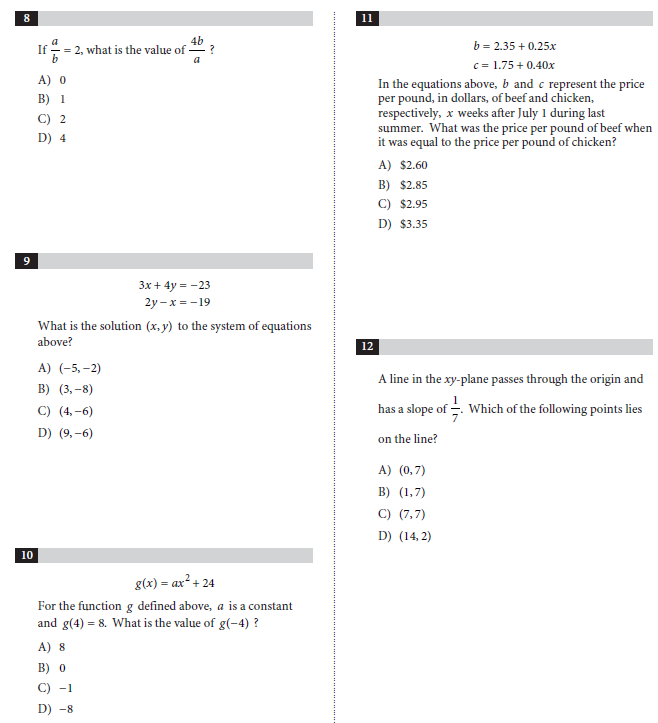 8
If a/b = 2, what is the value of 4b/a ?
A) 0
B) 1
C) 2
D) 4
9
3x + 4y = −23
2y − x = −19
What is the solution (x, y) to the system of equations
above?
A) (−5, −2)
B) (3, −8)
C) (4, −6)
D) (9, −6)
10
g(x) = ax² + 24
For the function g defined above, a is a constant
and g(4) = 8. What is the value of g(−4) ?
A) 8
B) 0
C) −1
D) −8
11
b = 2.35 + 0.25x
c = 1.75 + 0.40x
In the equations above, b and c represent the price
per pound, in dollars, of beef and chicken,
respectively, x weeks after July 1 during last
summer. What was the price per pound of beef when
it was equal to the price per pound of chicken?
A) $2.60
B) $2.85
C) $2.95
D) $3.35
12
A line in the xy-plane passes through the origin and
has a slope of 1/7. Which of the following points lies
on the line?
A) (0, 7)
B) (1, 7)
C) (7, 7)
D) (14, 2)